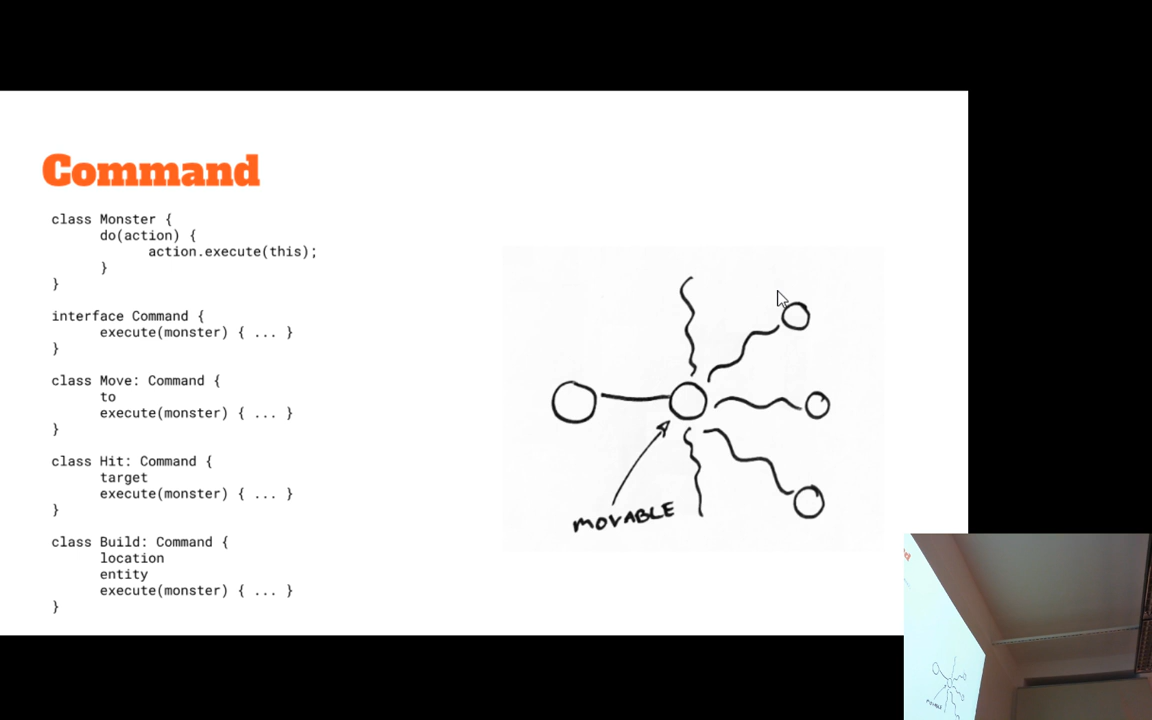 Command
class Monster {
do(action) {
action.execute(this);
}
}
interface Command {
execute(monster) { ... }
}
class Move: Command {
to
execute(monster) { ... }
}
class Hit: Command {
target
execute(monster) { ... }
}
class Build: Command {
location
entity
execute(monster) { ... }
}
MOVABLE
MOVABLE